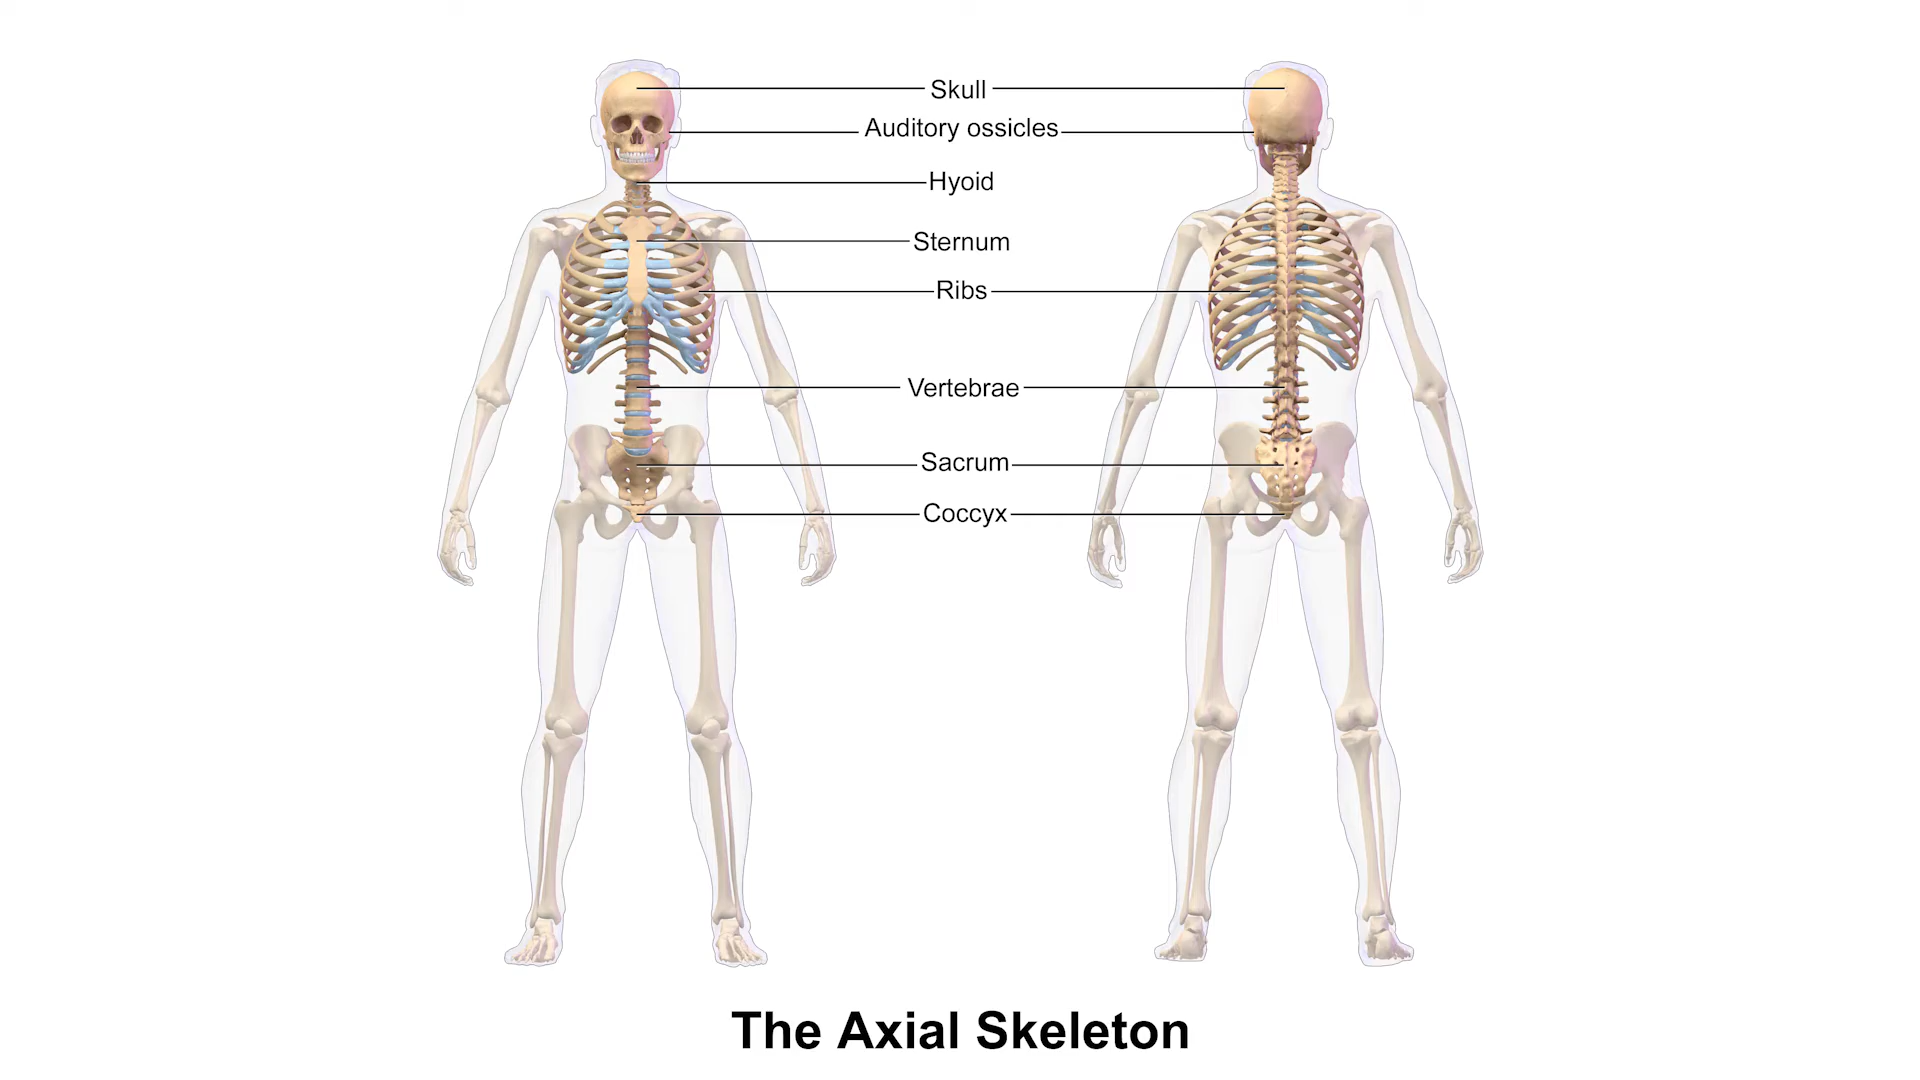 Skull
Auditory ossicles
Hyoid
Sternum
Ribs
Vertebrae
Sacrum
Coccyx
The Axial Skeleton